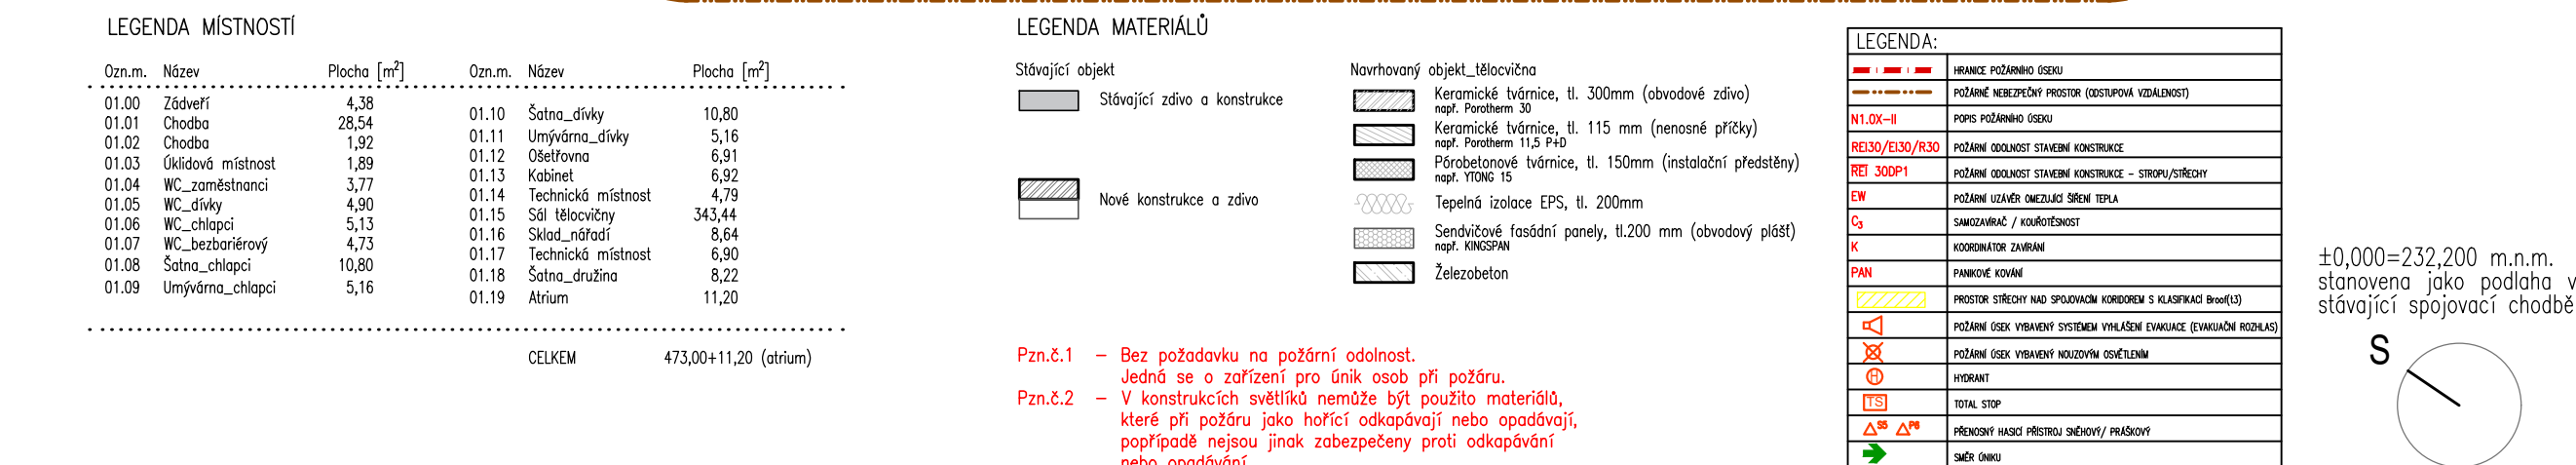 LEGENDA MÍSTNOSTÍ
Ozn.m. Název Plocha [m²]
01.00 Zádveří 4,38
01.01 Chodba 28,54
01.02 Chodba 1,92
01.03 Úklidová místnost 1,89
01.04 WC_zaměstnanci 3,77
01.05 WC_dívky 4,90
01.06 WC_chlapci 5,13
01.07 WC_bezbariérový 4,73
01.08 Šatna_chlapci 10,80
01.09 Umývárna_chlapci 5,16
Ozn.m. Název Plocha [m²]
01.10 Šatna_dívky 10,80
01.11 Umývárna_dívky 5,16
01.12 Ošetřovna 6,91
01.13 Kabinet 6,92
01.14 Technická místnost 4,79
01.15 Sál tělocvičny 343,44
01.16 Sklad_nářadí 8,64
01.17 Technická místnost 6,90
01.18 Šatna_družina 8,22
01.19 Atrium 11,20
CELKEM 473,00+11,20 (atrium)
LEGENDA MATERIÁLŮ
Stávající objekt
Stávající zdivo a konstrukce
Nové konstrukce a zdivo
Navrhovaný objekt_tělocvična
Keramické tvárnice, tl. 300mm (obvodové zdivo)
např. Porotherm 30
Keramické tvárnice, tl. 115 mm (nenosné příčky)
např. Porotherm 11,5 P+D
Pórobetonové tvárnice, tl. 150mm (instalační předstěny)
např. YTONG 15
Tepelná izolace EPS, tl. 200mm
Sendvičové fasádní panely, tl.200 mm (obvodový plášť)
např. KINGSPAN
Železobeton
Pzn.č.1 – Bez požadavku na požární odolnost.
Jedná se o zařízení pro únik osob při požáru.
Pzn.č.2 – V konstrukcích světlíků nemůže být použito materiálů,
které při požáru jako hořící odkapávají nebo opadávají,
popřípadě nejsou jinak zabezpečeny proti odkapávání
nebo opadávání
LEGENDA:
HRANICE POŽÁRNÍHO ÚSEKU
POŽÁRNĚ NEBEZPEČNÝ PROSTOR (ODSTUPOVÁ VZDÁLENOST)
N1.0X-II POPIS POŽÁRNÍHO ÚSEKU
REI30/EI30/R30 POŽÁRNÍ ODOLNOST STAVEBNÍ KONSTRUKCE
REI 30DP1 POŽÁRNÍ ODOLNOST STAVEBNÍ KONSTRUKCE – STROPU/STŘECHY
EW POŽÁRNÍ UZÁVĚR OMEZUJÍCÍ ŠÍŘENÍ TEPLA
C₃ SAMOZAVÍRAČ / KOUŘOTĚSNOST
K KOORDINÁTOR ZAVÍRÁNÍ
PAN PANIKOVÉ KOVÁNÍ
PROSTOR STŘECHY NAD SPOJOVACÍM KORIDOREM S KLASIFIKACÍ Broof(t3)
POŽÁRNÍ ÚSEK VYBAVENÝ SYSTÉMEM VYHLÁŠENÍ EVAKUACE (EVAKUAČNÍ ROZHLAS)
POŽÁRNÍ ÚSEK VYBAVENÝ NOUZOVÝM OSVĚTLENÍM
H HYDRANT
TS TOTAL STOP
S5 P6 PŘENOSNÝ HASICÍ PŘÍSTROJ SNĚHOVÝ/ PRÁŠKOVÝ
SMĚR ÚNIKU
±0,000=232,200 m.n.m.
stanovena jako podlaha v
stávající spojovací chodbě
S